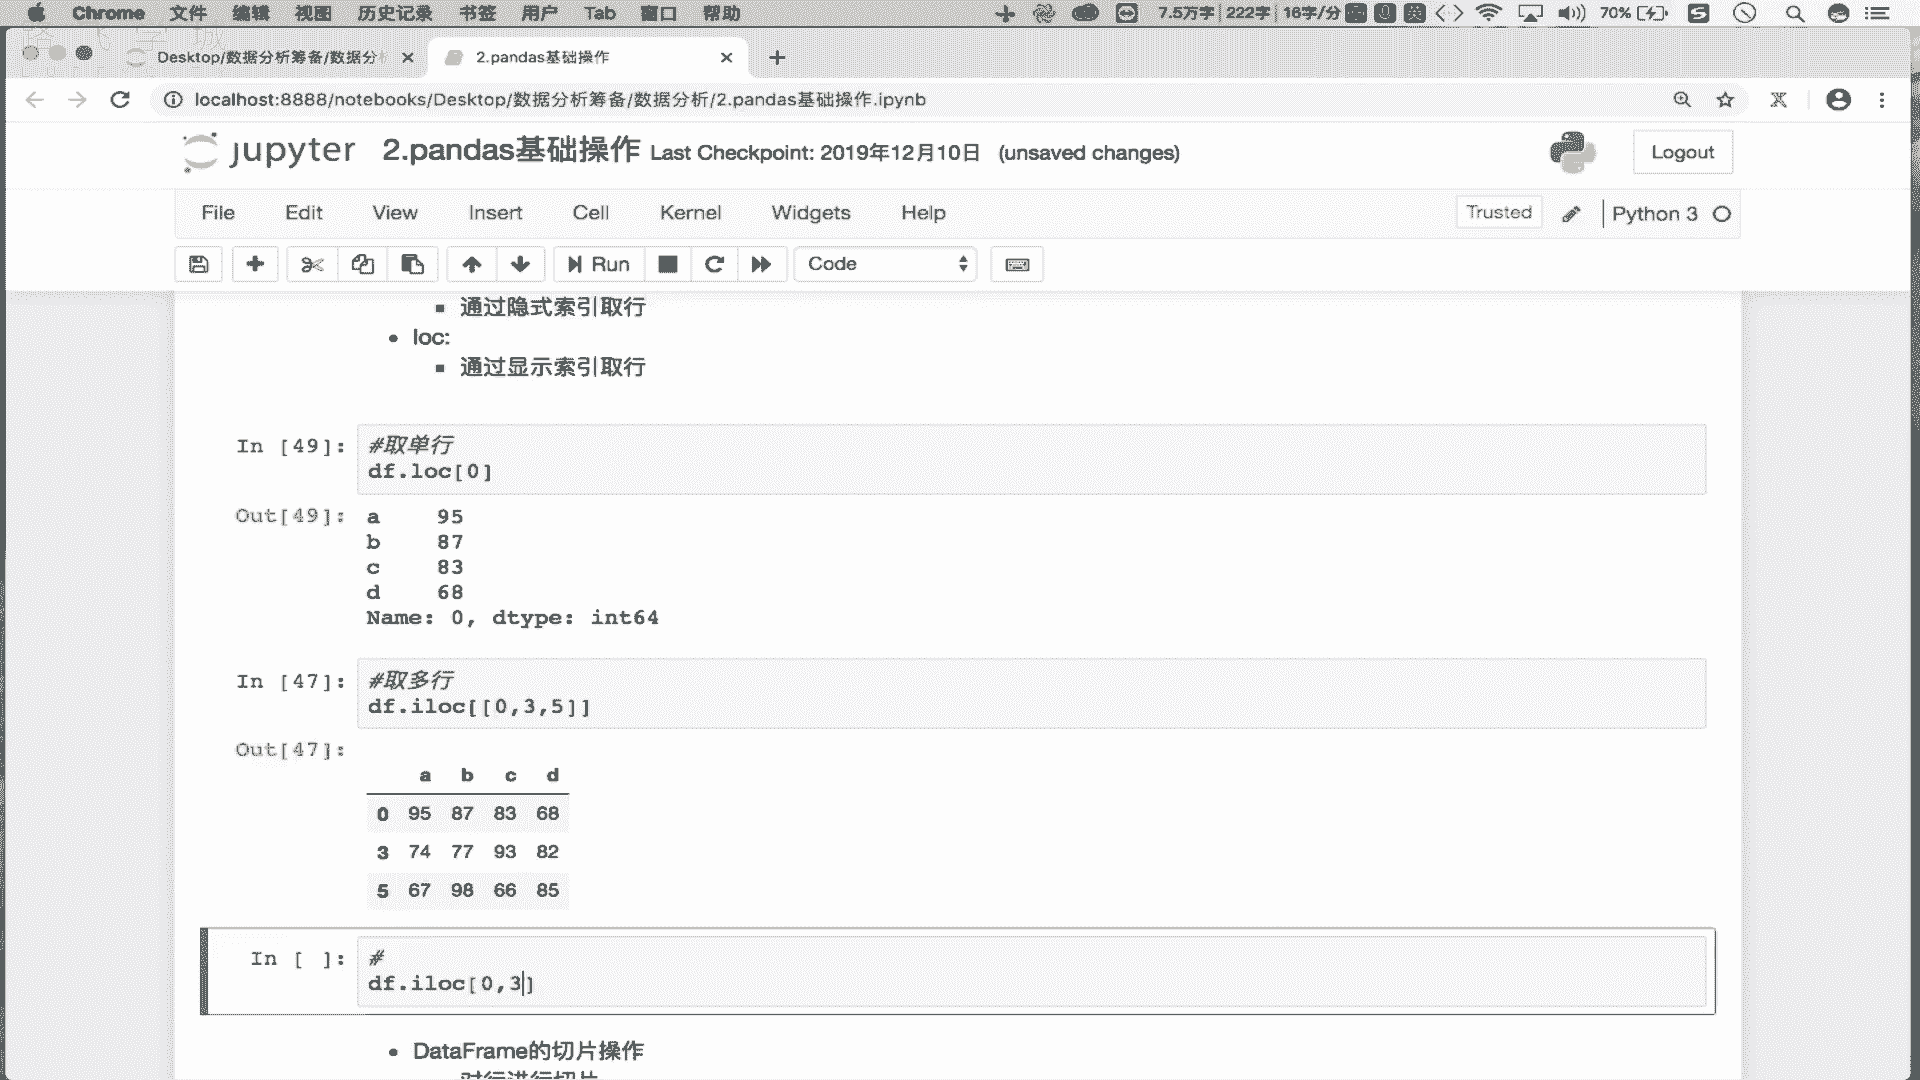 Chrome 文件 编辑 视图 历史记录 书签 用户 Tab 窗口 帮助 7.5万字 222字 16字/分 英 70%
Desktop/数据分析筹备/数据分析 2.pandas基础操作
localhost:8888/notebooks/Desktop/数据分析筹备/数据分析/2.pandas基础操作.ipynb
jupyter 2.pandas基础操作 Last Checkpoint: 2019年12月10日 (unsaved changes) Logout
File Edit View Insert Cell Kernel Widgets Help Trusted Python 3
Run Code
通过隐式索引取行
loc:
通过显示索引取行
In [49]: #取单行
df.loc[0]
Out[49]: a 95
b 87
c 83
d 68
Name: 0, dtype: int64
In [47]: #取多行
df.iloc[[0,3,5]]
Out[47]:
a b c d
0 95 87 83 68
3 74 77 93 82
5 67 98 66 85
In [ ]: #
df.iloc[0,3]
DataFrame的切片操作
对行进行切片